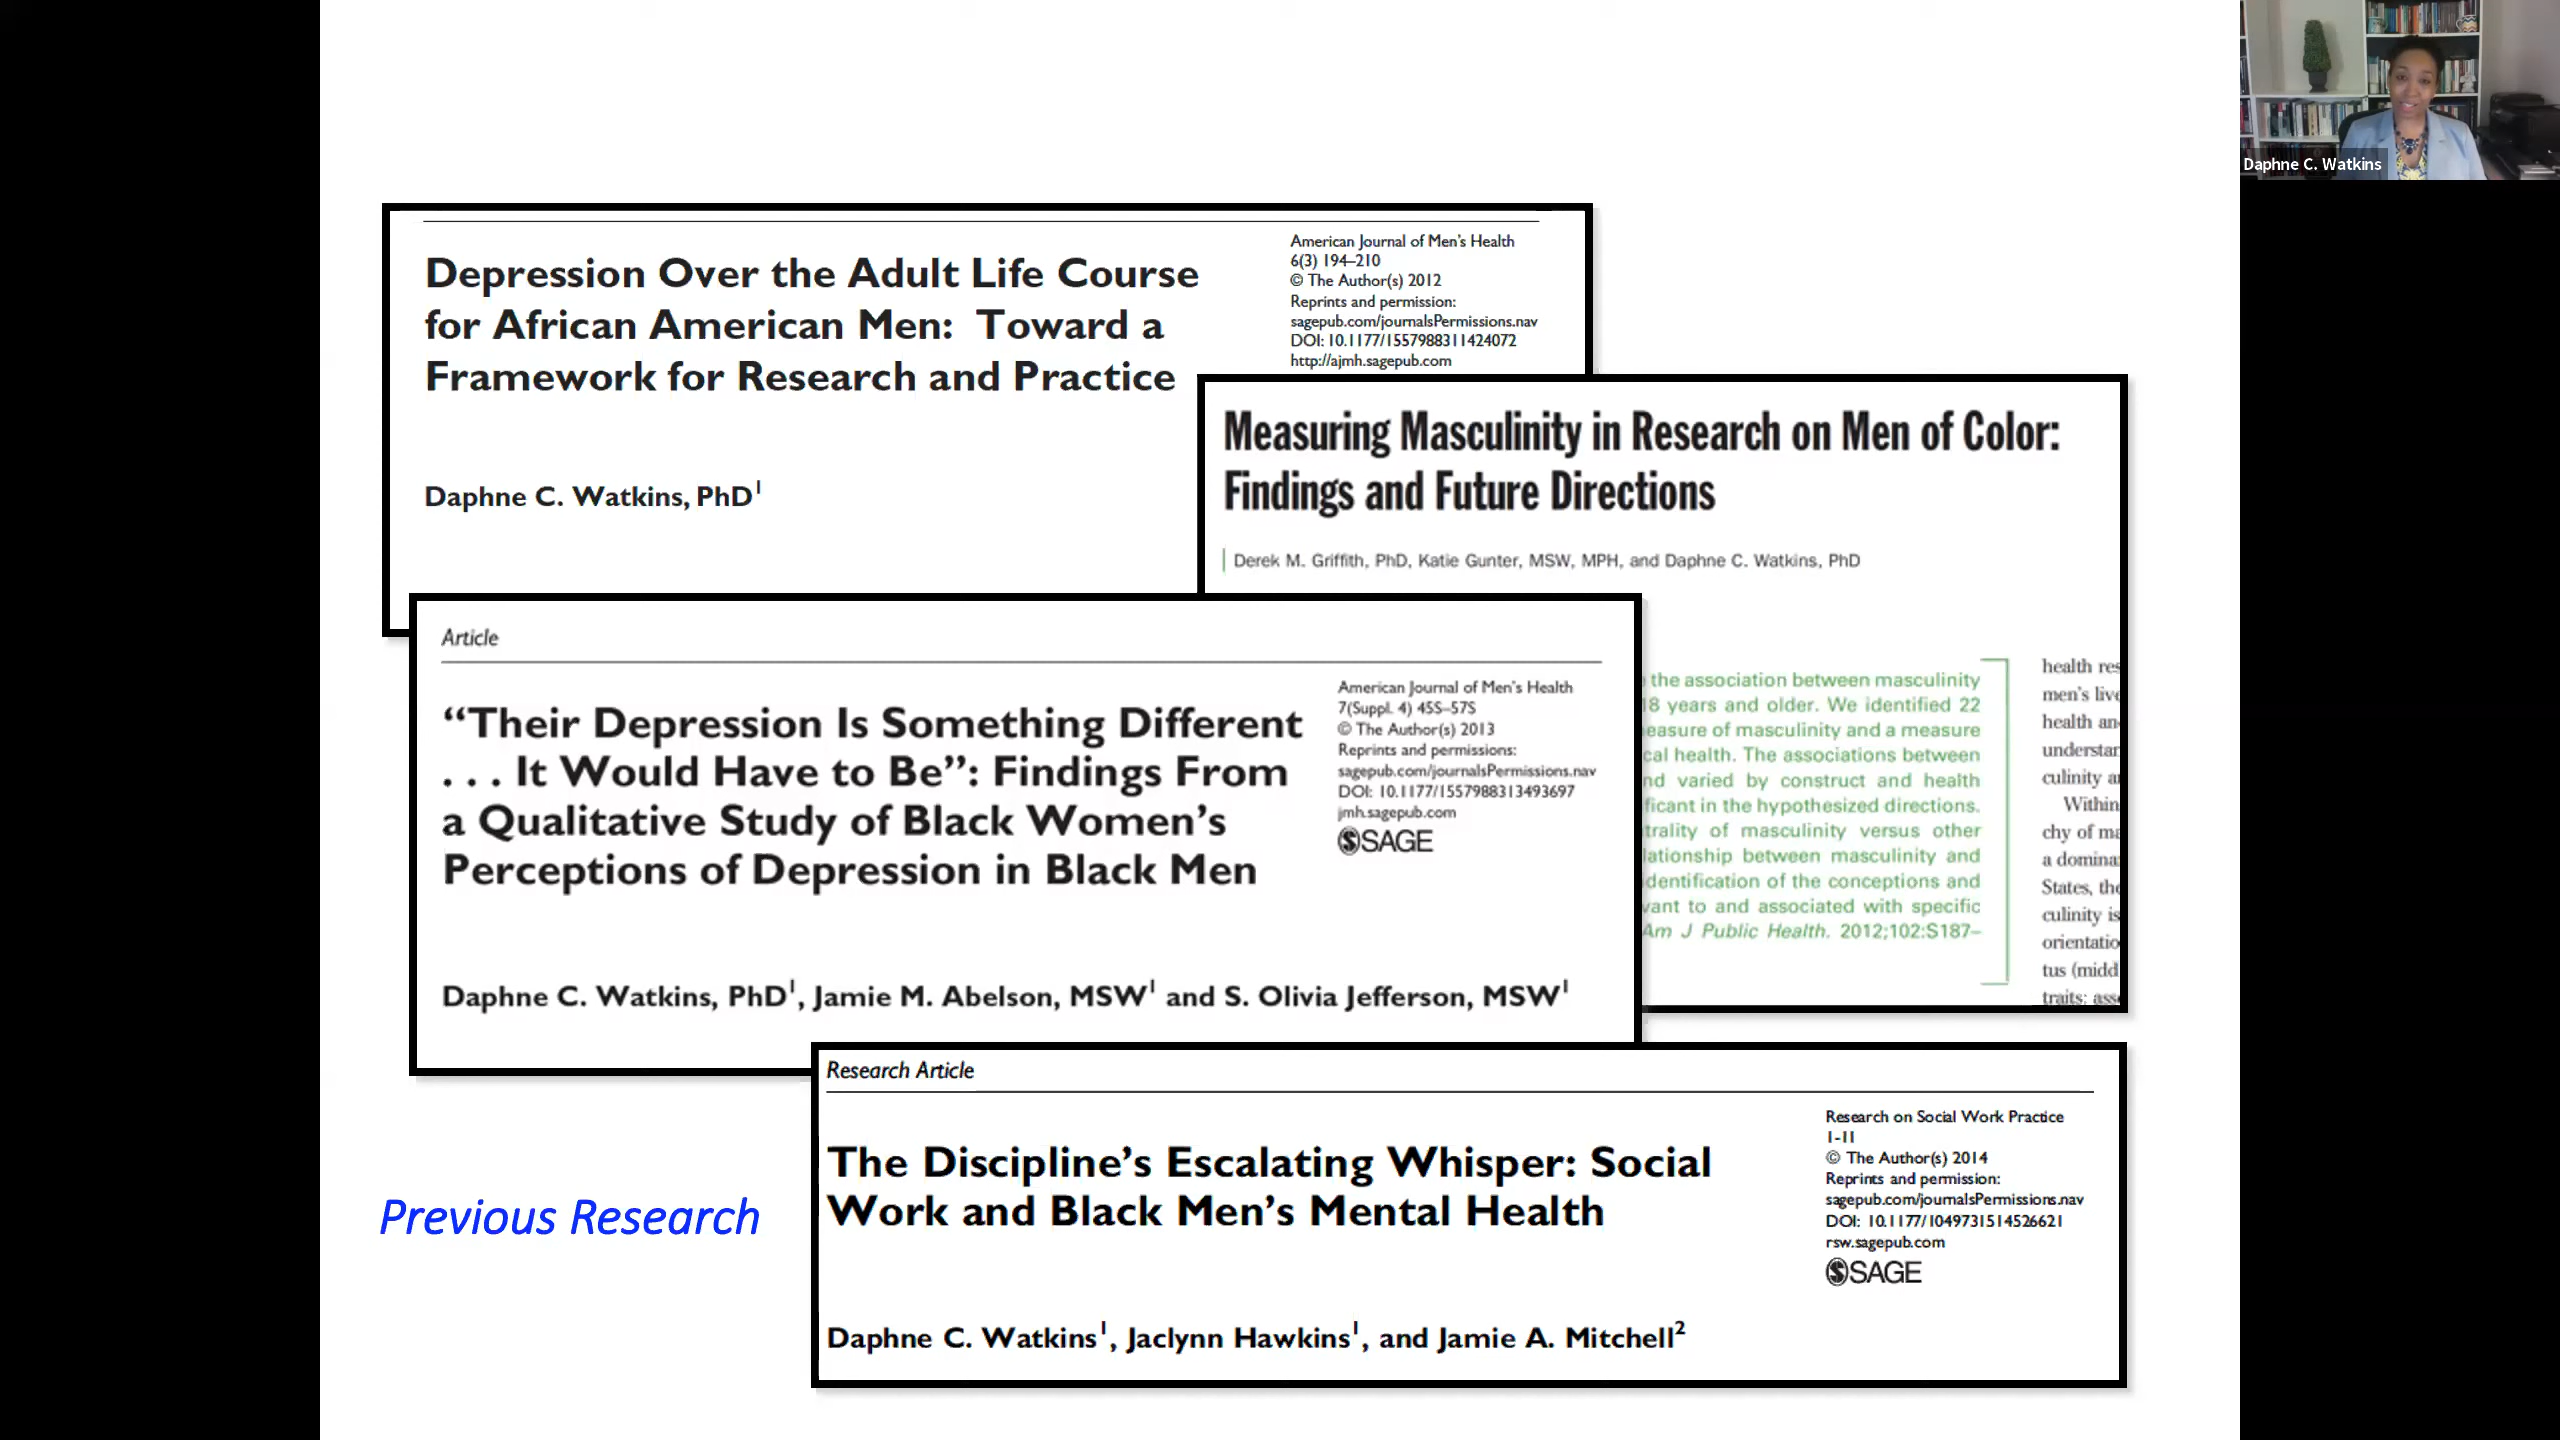 Daphne C. Watkins
Depression Over the Adult Life Course
for African American Men: Toward a
Framework for Research and Practice
Daphne C. Watkins, PhD1
American Journal of Men's Health
6(3) 194–210
© The Author(s) 2012
Reprints and permission:
sagepub.com/journalsPermissions.nav
DOI: 10.1177/1557988311424072
http://ajmh.sagepub.com
Measuring Masculinity in Research on Men of Color:
Findings and Future Directions
Derek M. Griffith, PhD, Katie Gunter, MSW, MPH, and Daphne C. Watkins, PhD
the association between masculinity
18 years and older. We identified 22
easure of masculinity and a measure
cal health. The associations between
nd varied by construct and health
ficant in the hypothesized directions.
trality of masculinity versus other
lationship between masculinity and
dentification of the conceptions and
vant to and associated with specific
Am J Public Health. 2012;102:S187–
health res
men's live
health an
understan
culinity a
Within
chy of ma
a domina
States, the
culinity is
orientatio
tus (midd
traits: ass
Article
“Their Depression Is Something Different
. . . It Would Have to Be”: Findings From
a Qualitative Study of Black Women’s
Perceptions of Depression in Black Men
Daphne C. Watkins, PhD1, Jamie M. Abelson, MSW1 and S. Olivia Jefferson, MSW1
American Journal of Men's Health
7(Suppl. 4) 45S–57S
© The Author(s) 2013
Reprints and permissions:
sagepub.com/journalsPermissions.nav
DOI: 10.1177/1557988313493697
jmh.sagepub.com
SAGE
Research Article
The Discipline’s Escalating Whisper: Social
Work and Black Men’s Mental Health
Daphne C. Watkins1, Jaclynn Hawkins1, and Jamie A. Mitchell2
Research on Social Work Practice
1-11
© The Author(s) 2014
Reprints and permission:
sagepub.com/journalsPermissions.nav
DOI: 10.1177/1049731514526621
rsw.sagepub.com
SAGE
Previous Research